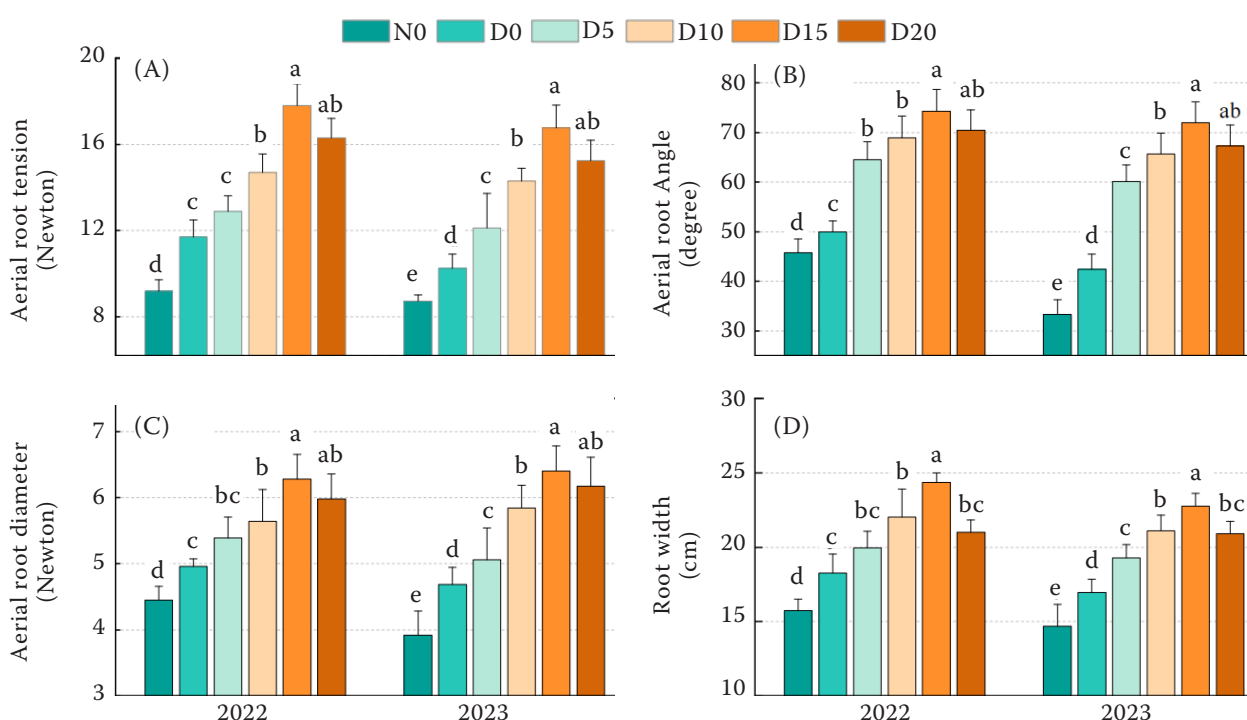 N0 D0 D5 D10 D15 D20
(A)
Aerial root tension
(Newton)
20
16
12
8
d c c b a ab
e d c b a ab
(B)
Aerial root Angle
(degree)
80
70
60
50
40
30
d c b b a ab
e d c b a ab
(C)
Aerial root diameter
(Newton)
7
6
5
4
3
d c bc b a ab
e d c b a ab
2022 2023
(D)
Root width
(cm)
30
25
20
15
10
d c bc b a bc
e d c b a bc
2022 2023